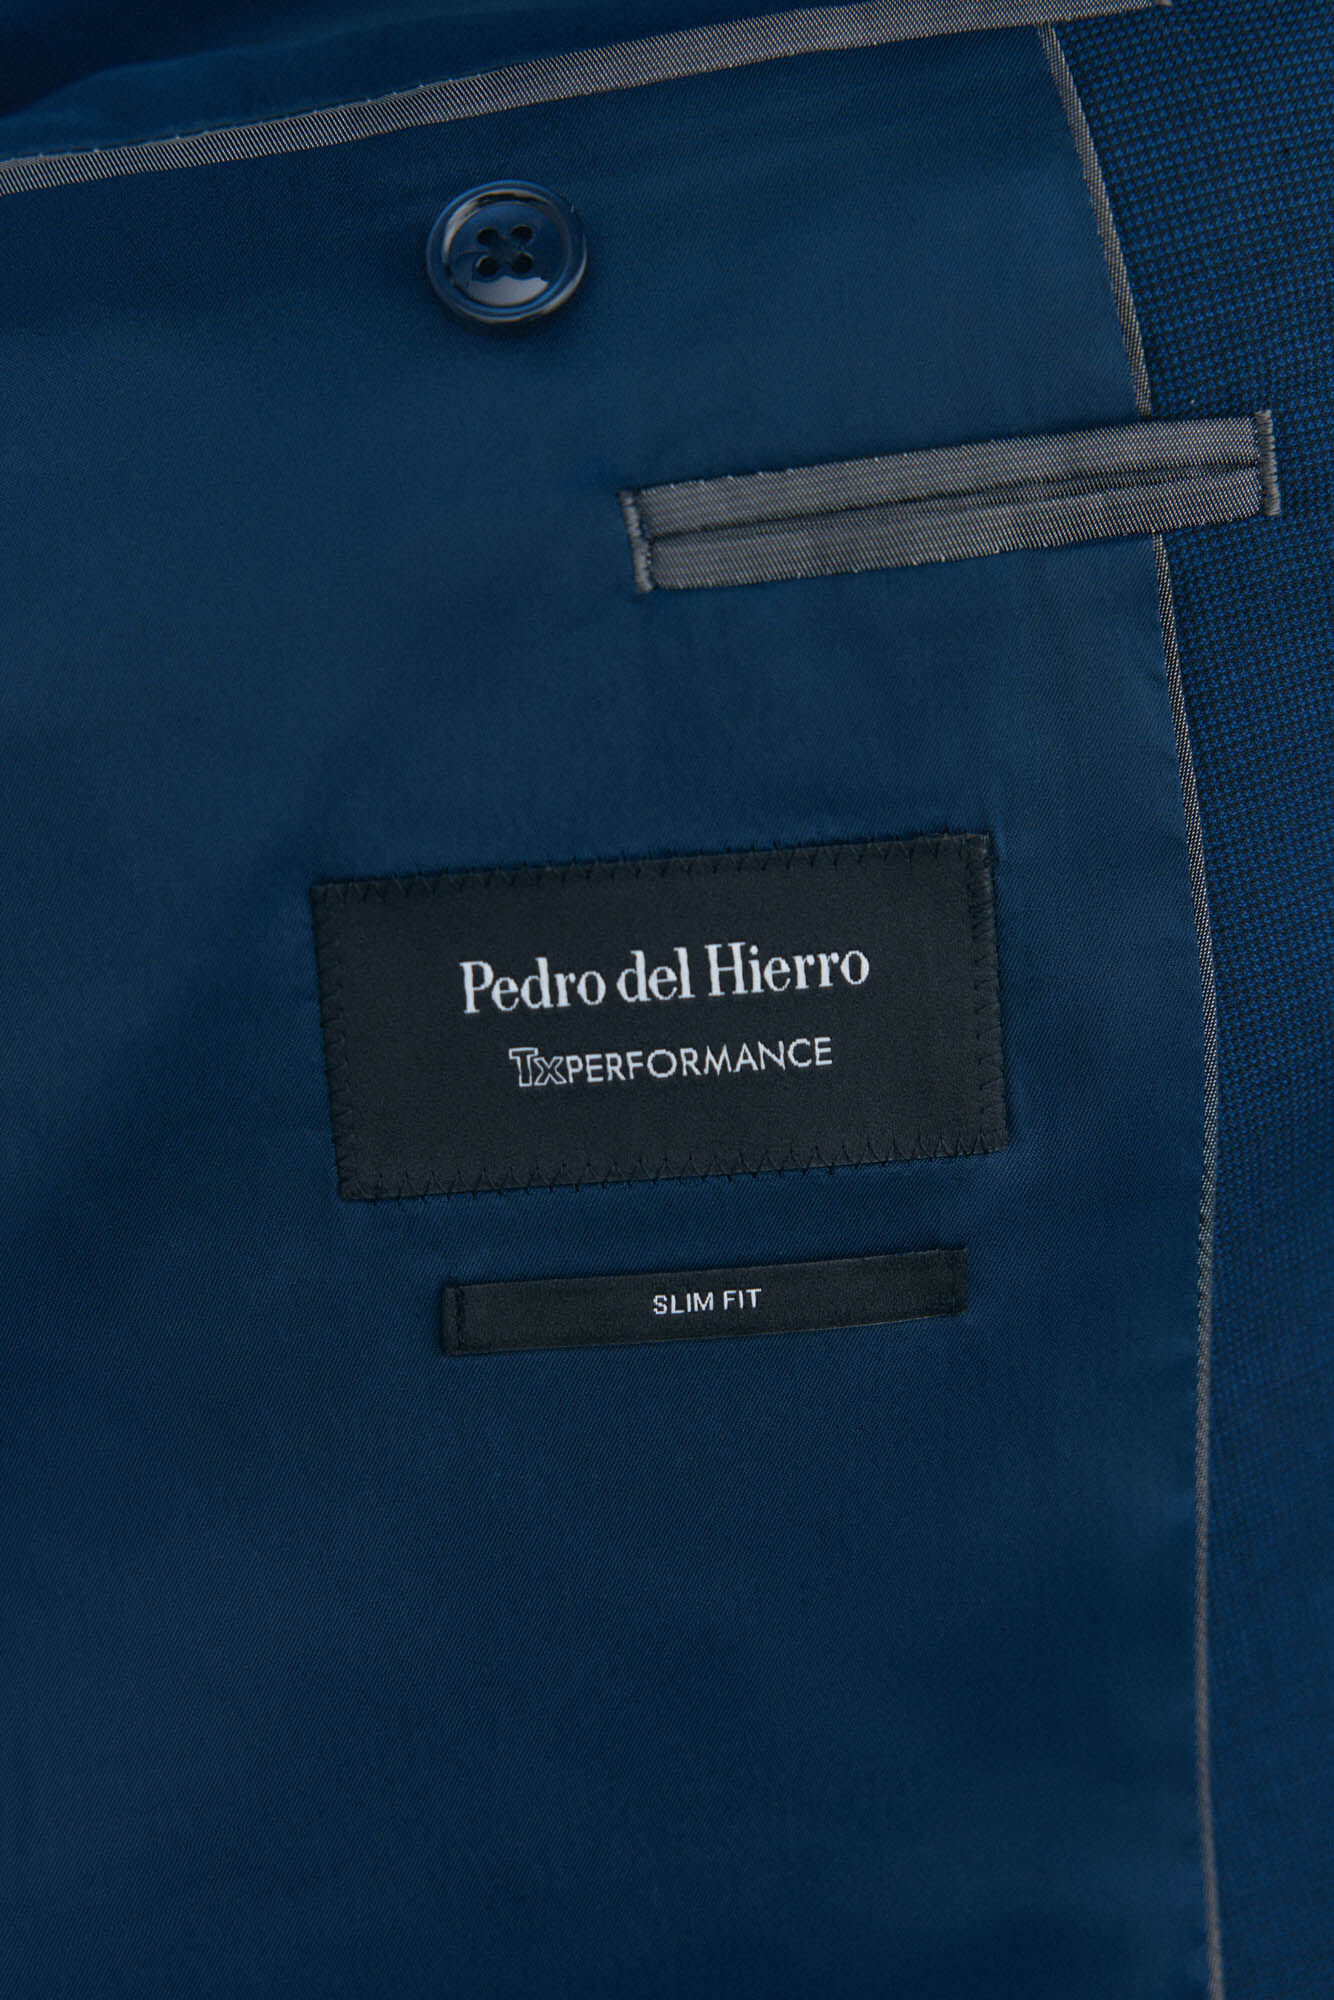 Pedro del Hierro
TxPERFORMANCE
SLIM FIT